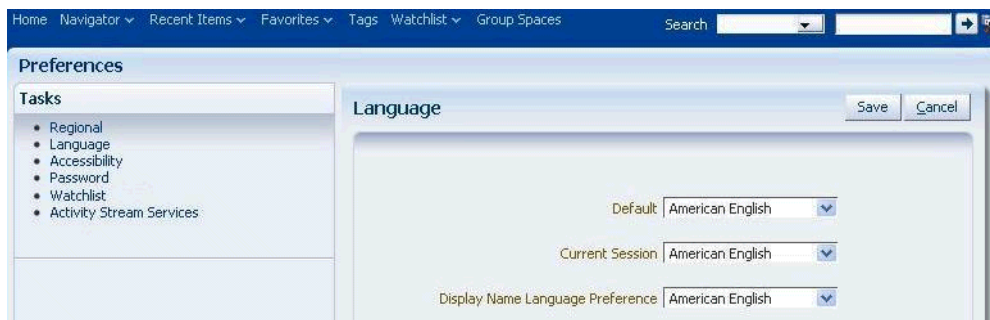 Home Navigator Recent Items Favorites Tags Watchlist Group Spaces Search
Preferences
Tasks
Regional
Language
Accessibility
Password
Watchlist
Activity Stream Services
Language
Save Cancel
Default American English
Current Session American English
Display Name Language Preference American English